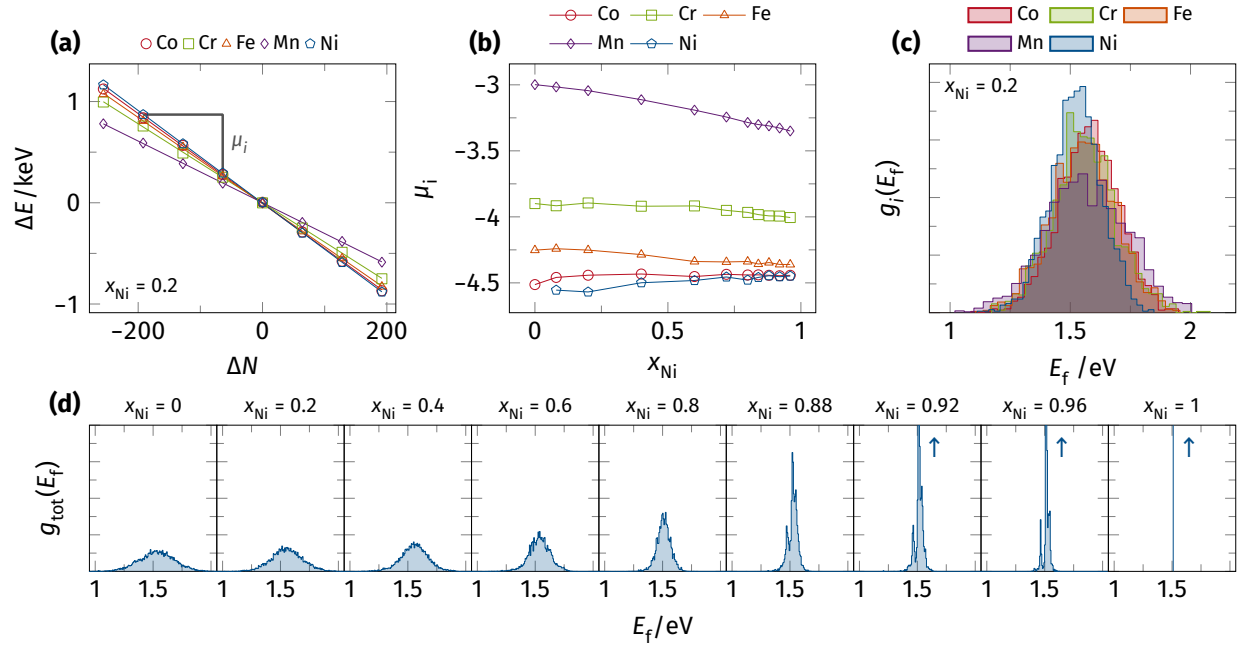 (a)
Co Cr Fe Mn Ni
1
0
−1
ΔE / keV
μi
xNi = 0.2
−200 0 200
ΔN
(b)
Co Cr Fe
Mn Ni
−3
−3.5
−4
−4.5
μi
0 0.5 1
xNi
(c)
Co Cr Fe
Mn Ni
xNi = 0.2
gi(Ef)
1 1.5 2
Ef / eV
(d)
xNi = 0 xNi = 0.2 xNi = 0.4 xNi = 0.6 xNi = 0.8 xNi = 0.88 xNi = 0.92 xNi = 0.96 xNi = 1
gtot(Ef)
↑ ↑ ↑
1 1.5 1 1.5 1 1.5 1 1.5 1 1.5 1 1.5 1 1.5 1 1.5 1 1.5
Ef / eV